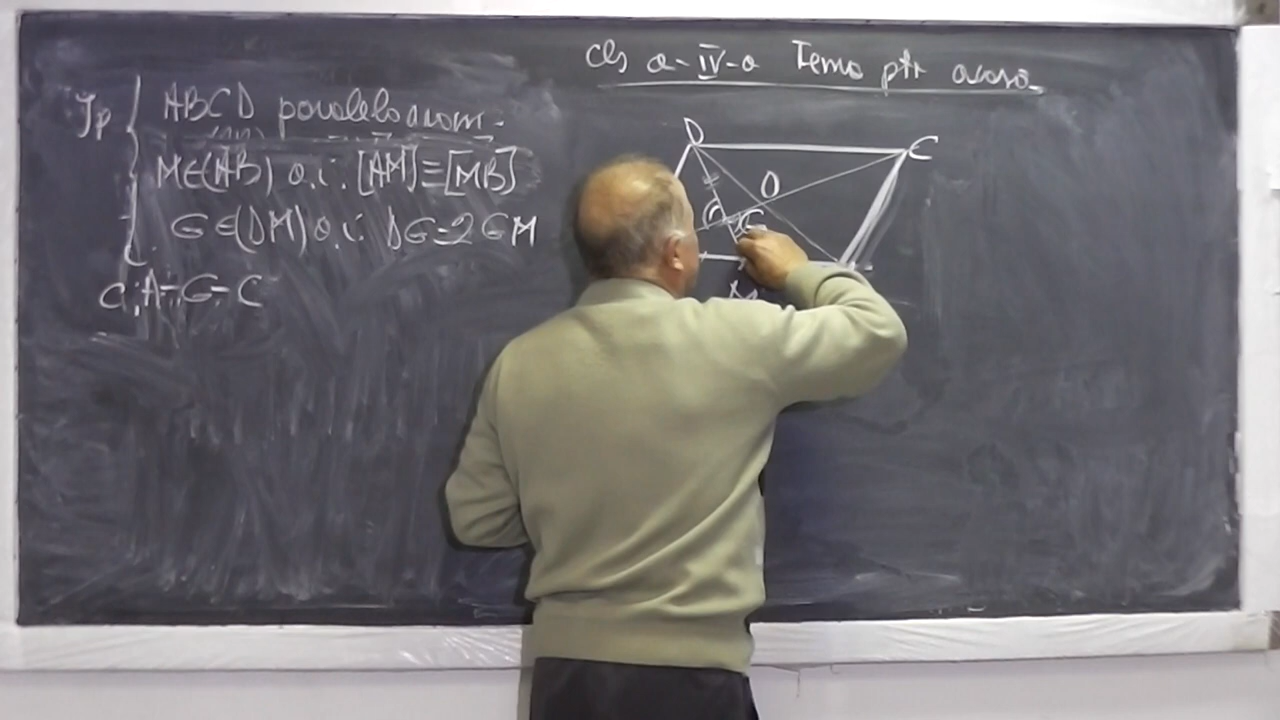 cls a-IV-a Tema ptr acasă
Ip { ABCD paralelogram.
M∈(AB) a.i. [AM]≡[MB]
G∈(DM) a.i. DG=2GM
C: A-G-C
D
C
O
G
M